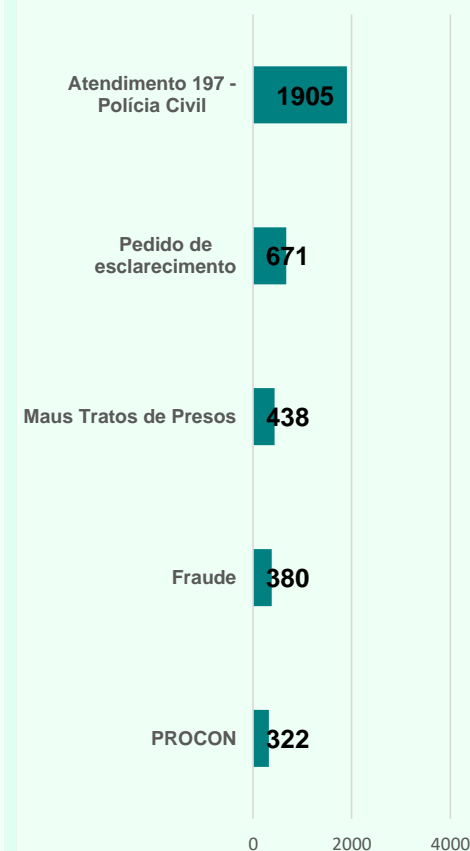 Atendimento 197 -
Polícia Civil
1905
Pedido de
esclarecimento
671
Maus Tratos de Presos
438
Fraude
380
PROCON
322
0 2000 4000